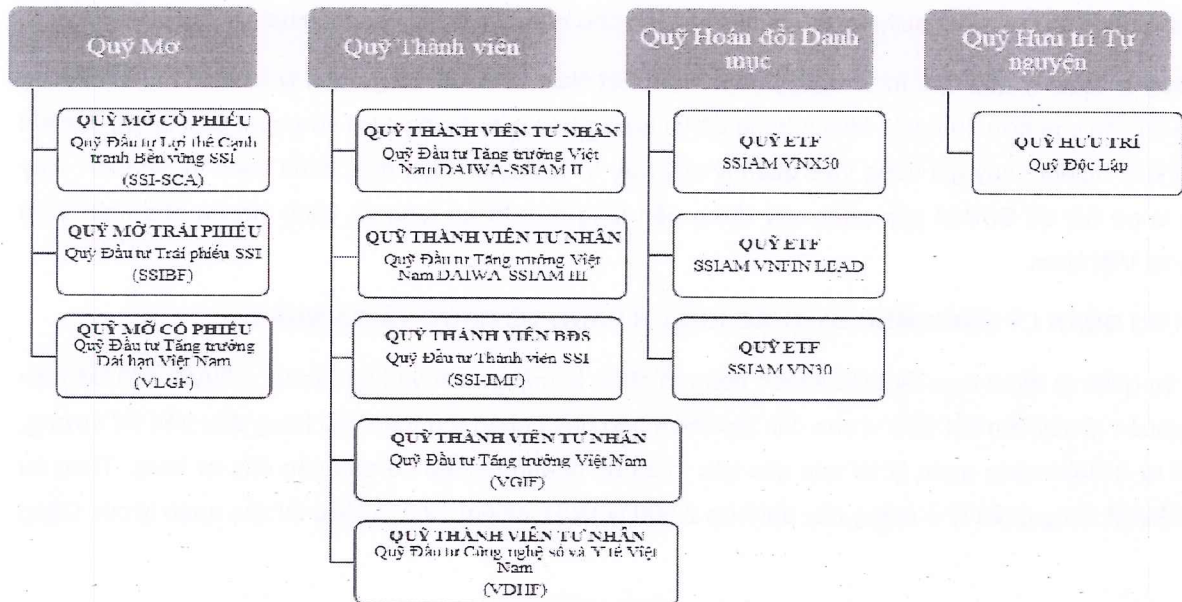 Quỹ Mở
QUỸ MỞ CỔ PHIẾU
Quỹ Đầu tư Lợi thế Cạnh
tranh Bền vững SSI
(SSI-SCA)
QUỸ MỞ TRÁI PHIẾU
Quỹ Đầu tư Trái phiếu SSI
(SSIBF)
QUỸ MỞ CỔ PHIẾU
Quỹ Đầu tư Tăng trưởng
Dài hạn Việt Nam
(VLGF)
Quỹ Thành viên
QUỸ THÀNH VIÊN TƯ NHÂN
Quỹ Đầu tư Tăng trưởng Việt
Nam DAIWA-SSIAM II
QUỸ THÀNH VIÊN TƯ NHÂN
Quỹ Đầu tư Tăng trưởng Việt
Nam DAIWA-SSIAM III
QUỸ THÀNH VIÊN BĐS
Quỹ Đầu tư Thành viên SSI
(SSI-IMF)
QUỸ THÀNH VIÊN TƯ NHÂN
Quỹ Đầu tư Tăng trưởng Việt Nam
(VGIF)
QUỸ THÀNH VIÊN TƯ NHÂN
Quỹ Đầu tư Công nghệ số và Y tế Việt
Nam
(VDHF)
Quỹ Hoán đổi Danh
mục
QUỸ ETF
SSIAM VNX50
QUỸ ETF
SSIAM VNFIN LEAD
QUỸ ETF
SSIAM VN30
Quỹ Hưu trí Tự
nguyện
QUỸ HƯU TRÍ
Quỹ Độc Lập